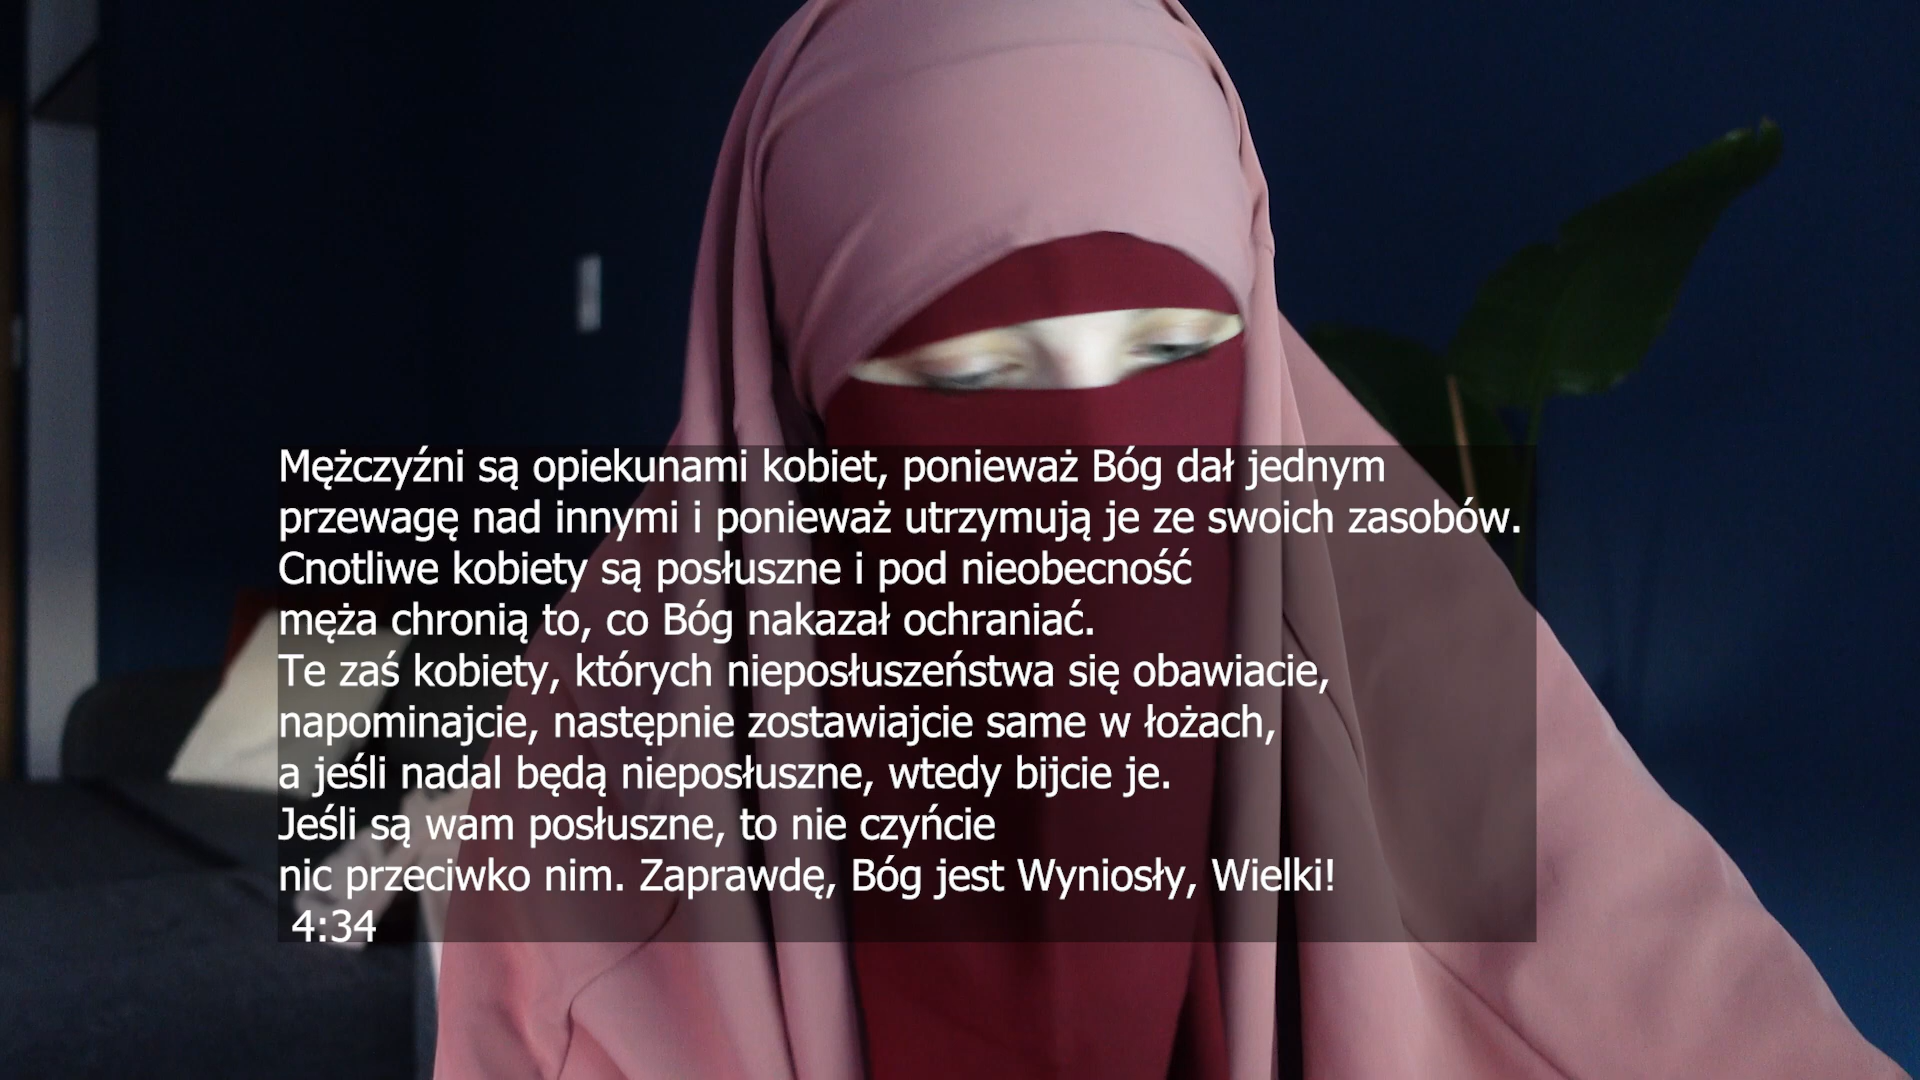 Mężczyźni są opiekunami kobiet, ponieważ Bóg dał jednym
przewagę nad innymi i ponieważ utrzymują je ze swoich zasobów.
Cnotliwe kobiety są posłuszne i pod nieobecność
męża chronią to, co Bóg nakazał ochraniać.
Te zaś kobiety, których nieposłuszeństwa się obawiacie,
napominajcie, następnie zostawiajcie same w łożach,
a jeśli nadal będą nieposłuszne, wtedy bijcie je.
Jeśli są wam posłuszne, to nie czyńcie
nic przeciwko nim. Zaprawdę, Bóg jest Wyniosły, Wielki!
4:34